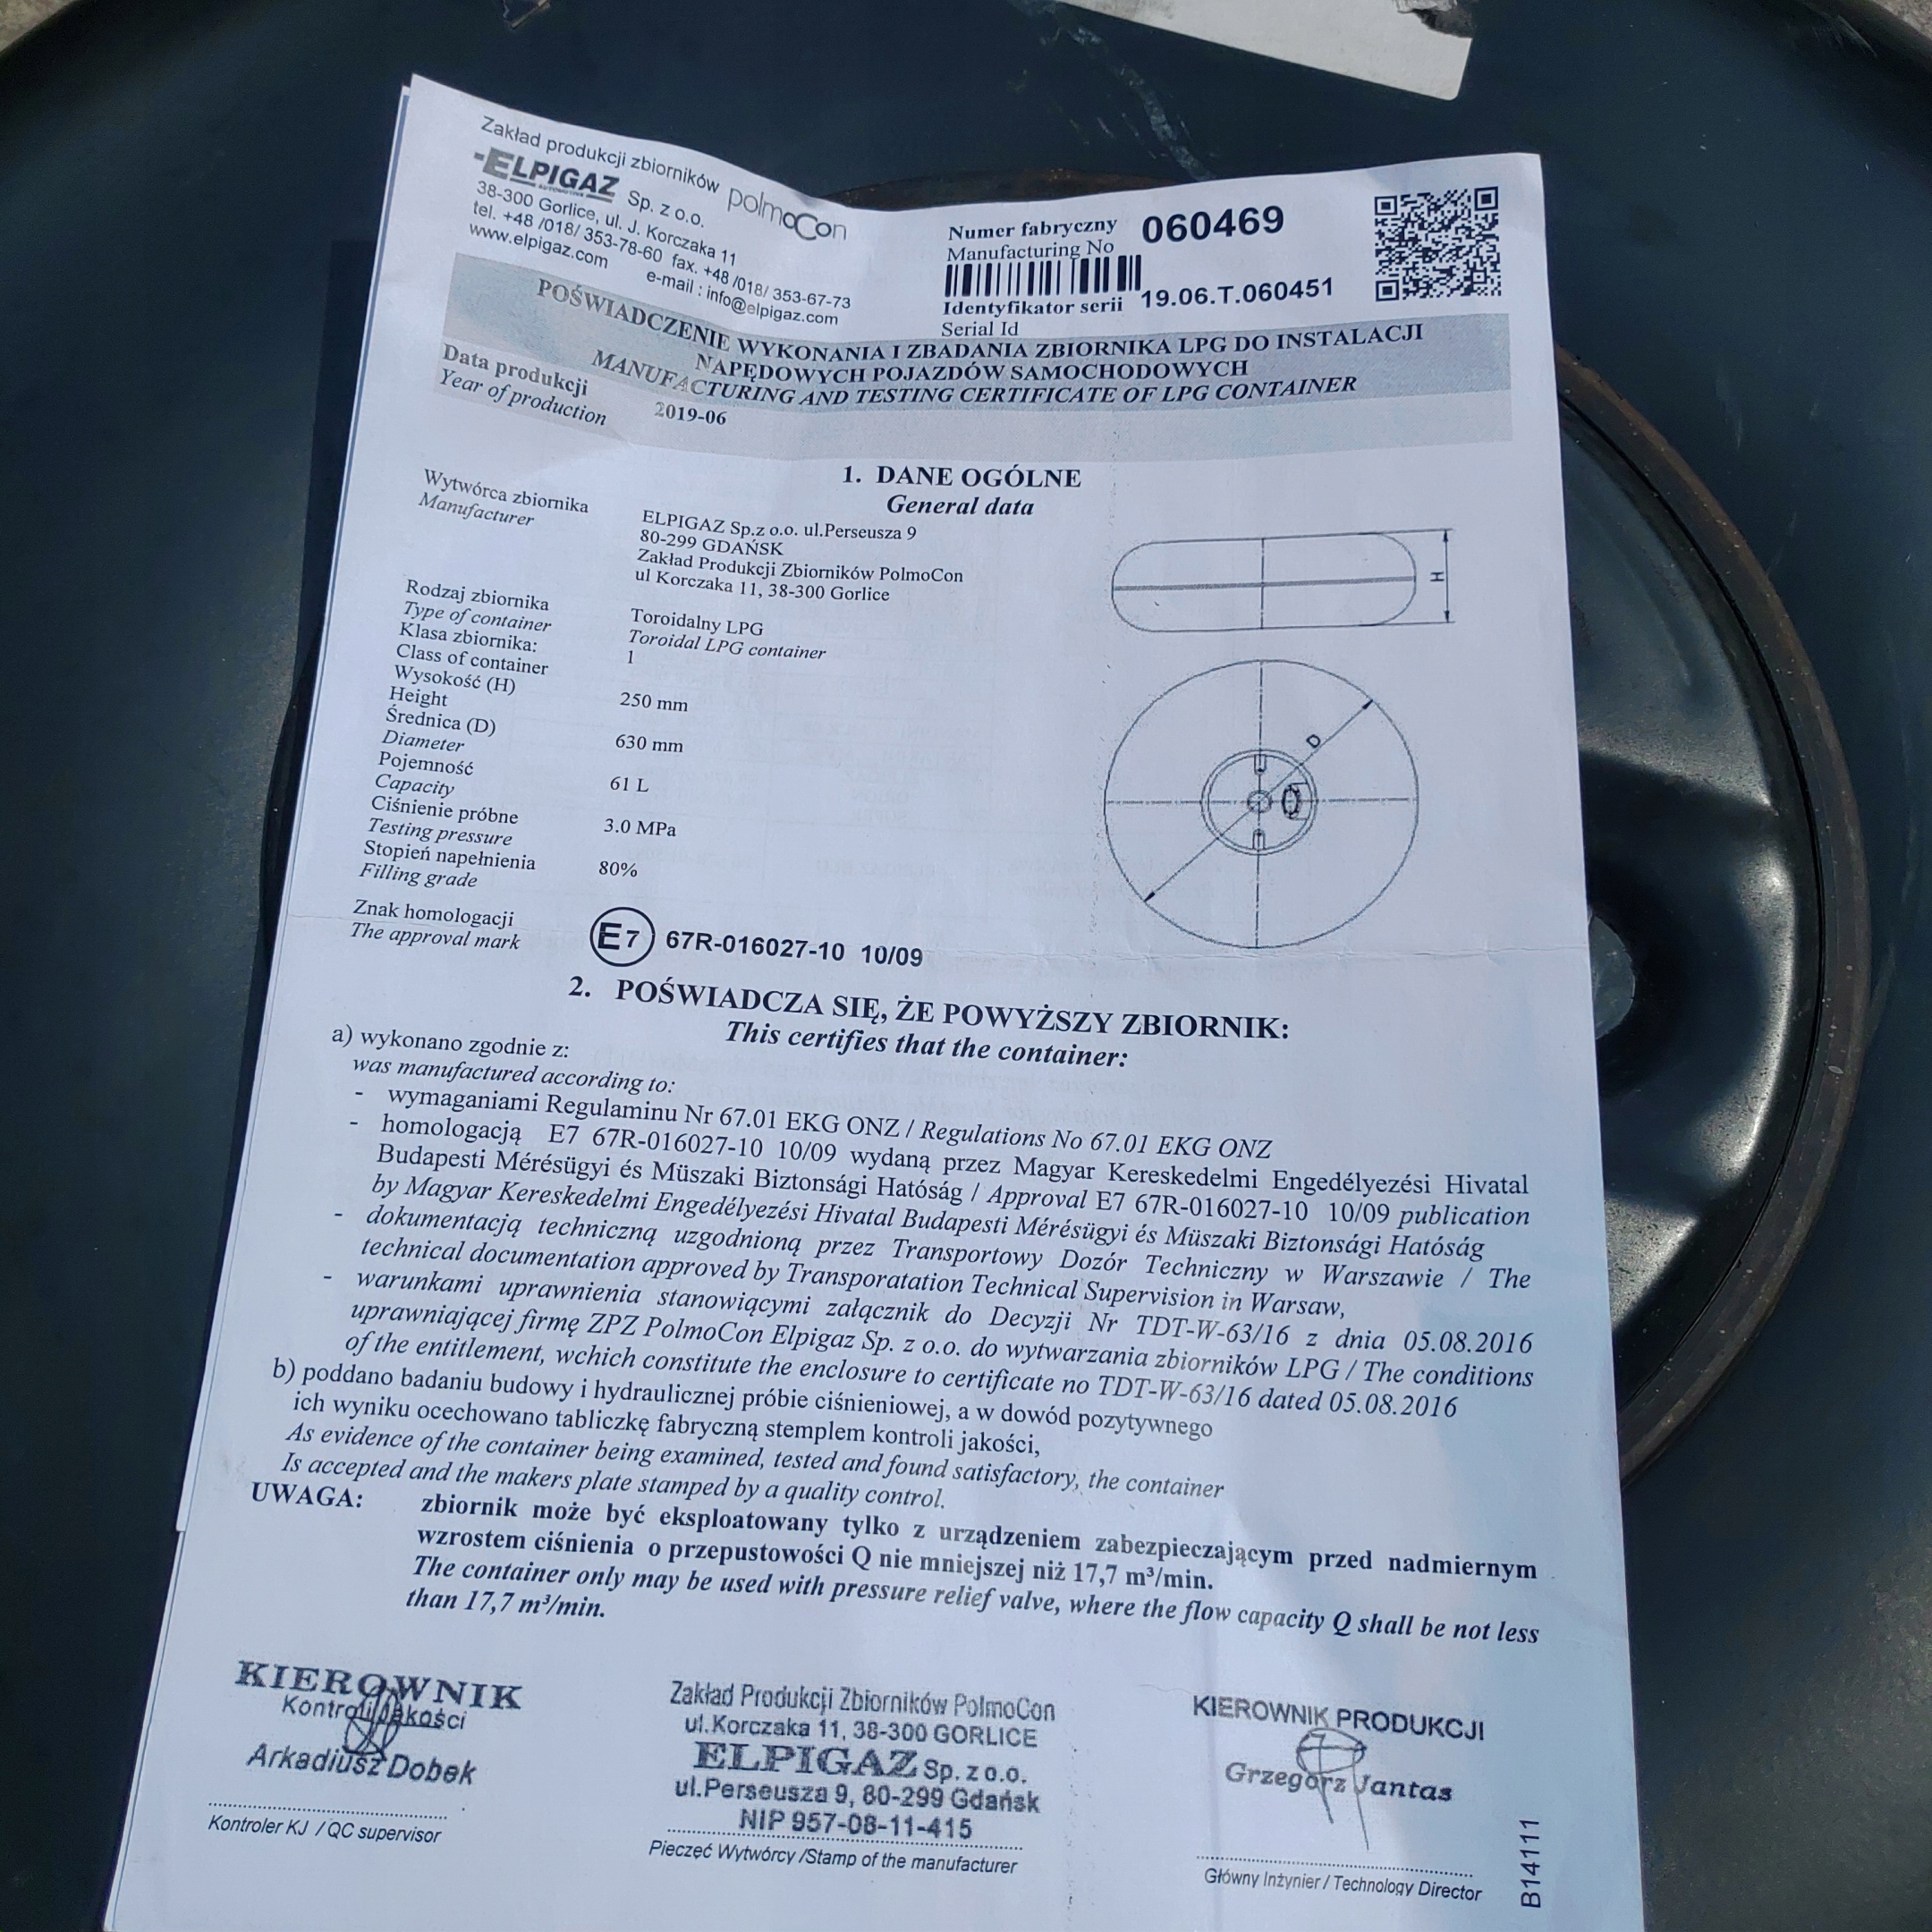 Zakład produkcji zbiorników
ELPIGAZ Sp. z o.o. polmoCon
38-300 Gorlice, ul. J. Korczaka 11
tel. +48 /018/ 353-78-60 fax. +48 /018/ 353-67-73
www.elpigaz.com e-mail : info@elpigaz.com
Numer fabryczny 060469
Manufacturing No
Identyfikator serii 19.06.T.060451
Serial Id
POŚWIADCZENIE WYKONANIA I ZBADANIA ZBIORNIKA LPG DO INSTALACJI
NAPĘDOWYCH POJAZDÓW SAMOCHODOWYCH
MANUFACTURING AND TESTING CERTIFICATE OF LPG CONTAINER
Data produkcji 2019-06
Year of production
1. DANE OGÓLNE
General data
Wytwórca zbiornika
Manufacturer
ELPIGAZ Sp.z o.o. ul.Perseusza 9
80-299 GDAŃSK
Zakład Produkcji Zbiorników PolmoCon
ul Korczaka 11, 38-300 Gorlice
Rodzaj zbiornika Toroidalny LPG
Type of container Toroidal LPG container
Klasa zbiornika: 1
Class of container
Wysokość (H) 250 mm
Height
Średnica (D) 630 mm
Diameter
Pojemność 61 L
Capacity
Ciśnienie próbne 3.0 MPa
Testing pressure
Stopień napełnienia 80%
Filling grade
H
D
Znak homologacji E7 67R-016027-10 10/09
The approval mark
2. POŚWIADCZA SIĘ, ŻE POWYŻSZY ZBIORNIK:
This certifies that the container:
a) wykonano zgodnie z:
was manufactured according to:
- wymaganiami Regulaminu Nr 67.01 EKG ONZ / Regulations No 67.01 EKG ONZ
- homologacją E7 67R-016027-10 10/09 wydaną przez Magyar Kereskedelmi Engedélyezési Hivatal
Budapesti Mérésügyi és Müszaki Biztonsági Hatóság / Approval E7 67R-016027-10 10/09 publication
by Magyar Kereskedelmi Engedélyezési Hivatal Budapesti Mérésügyi és Müszaki Biztonsági Hatóság
- dokumentacją techniczną uzgodnioną przez Transportowy Dozór Techniczny w Warszawie / The
technical documentation approved by Transporatation Technical Supervision in Warsaw,
- warunkami uprawnienia stanowiącymi załącznik do Decyzji Nr TDT-W-63/16 z dnia 05.08.2016
uprawniającej firmę ZPZ PolmoCon Elpigaz Sp. z o.o. do wytwarzania zbiorników LPG / The conditions
of the entitlement, wchich constitute the enclosure to certificate no TDT-W-63/16 dated 05.08.2016
b) poddano badaniu budowy i hydraulicznej próbie ciśnieniowej, a w dowód pozytywnego
ich wyniku ocechowano tabliczkę fabryczną stemplem kontroli jakości,
As evidence of the container being examined, tested and found satisfactory, the container
Is accepted and the makers plate stamped by a quality control.
UWAGA: zbiornik może być eksploatowany tylko z urządzeniem zabezpieczającym przed nadmiernym
wzrostem ciśnienia o przepustowości Q nie mniejszej niż 17,7 m³/min.
The container only may be used with pressure relief valve, where the flow capacity Q shall be not less
than 17,7 m³/min.
KIEROWNIK
Kontroli Jakości
Arkadiusz Dobek
Kontroler KJ / QC supervisor
Zakład Produkcji Zbiorników PolmoCon
ul.Korczaka 11, 38-300 GORLICE
ELPIGAZ Sp. z o.o.
ul.Perseusza 9, 80-299 Gdańsk
NIP 957-08-11-415
Pieczęć Wytwórcy /Stamp of the manufacturer
KIEROWNIK PRODUKCJI
Grzegorz Jantas
Główny Inżynier / Technology Director
B14111